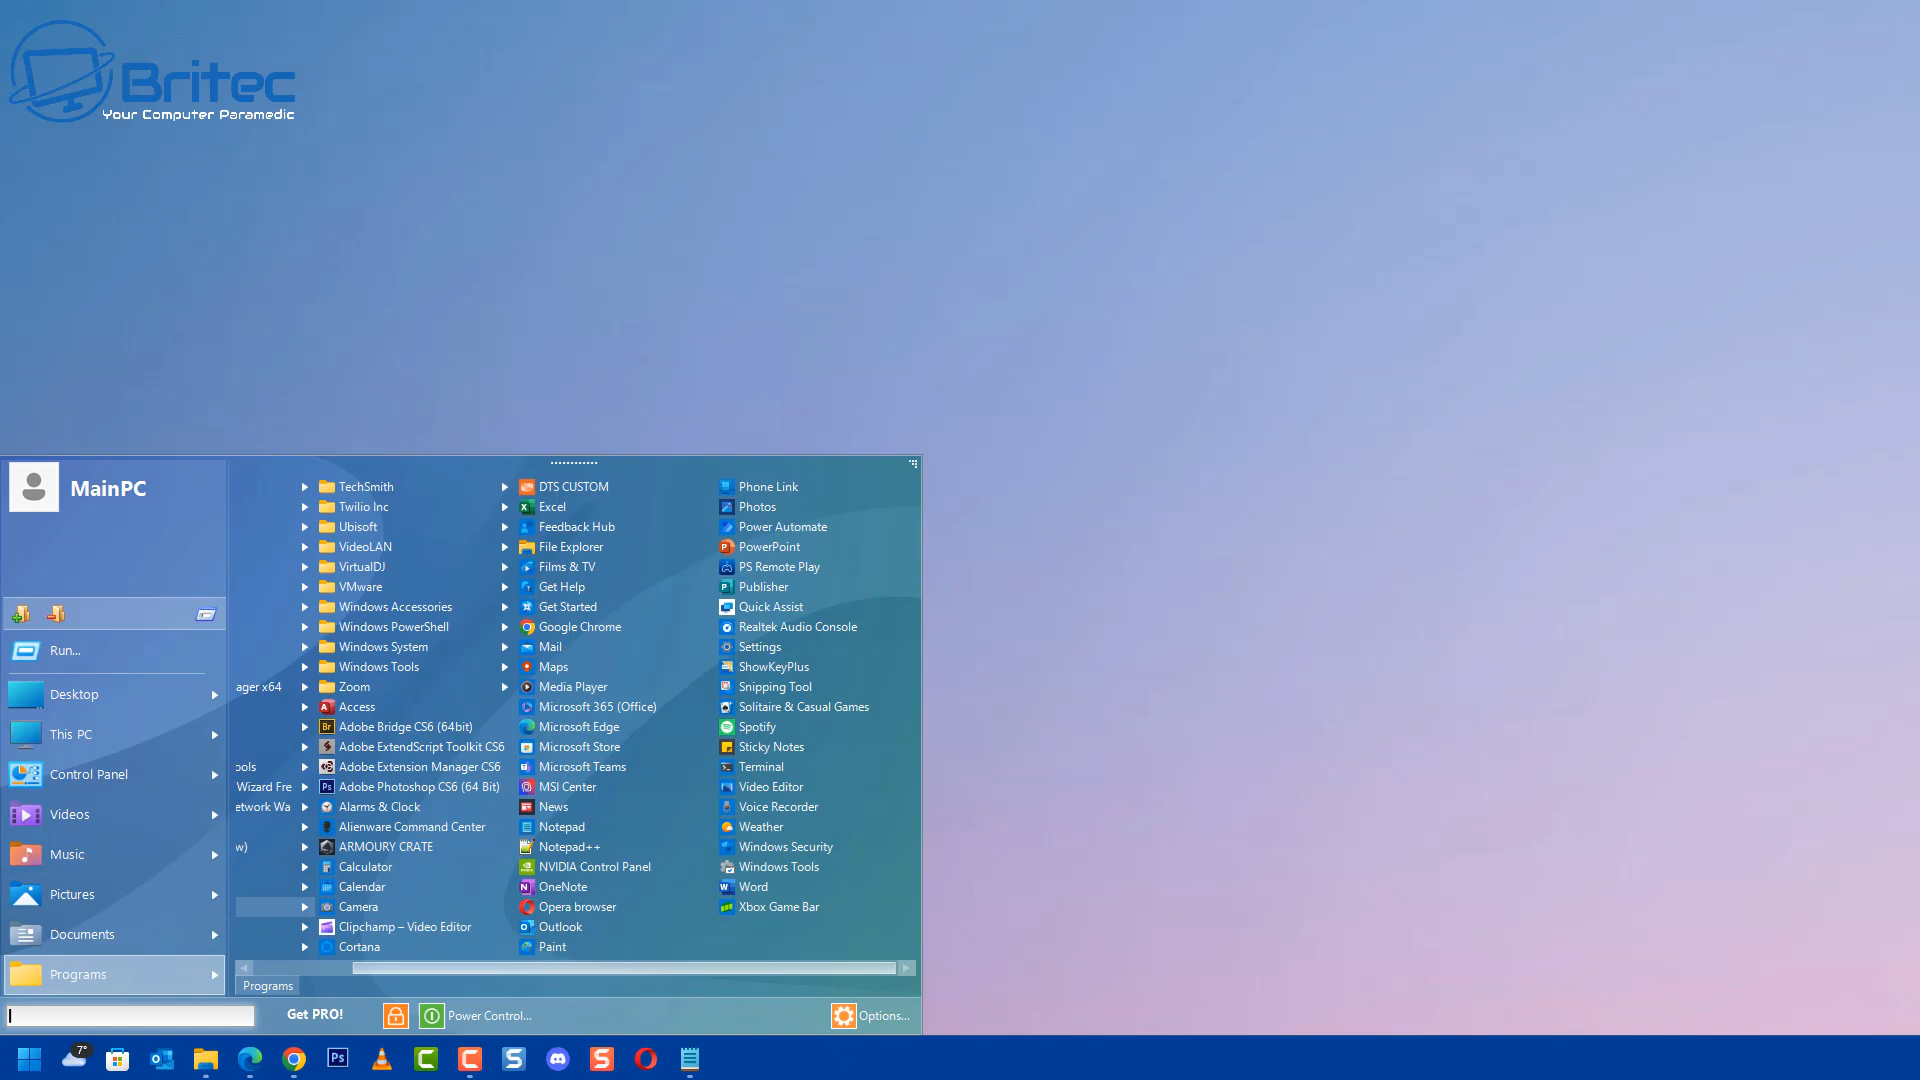 Britec
Your Computer Paramedic
MainPC
Run...
Desktop
This PC
Control Panel
Videos
Music
Pictures
Documents
Programs
ager x64
ools
Wizard Fre
etwork Wa
w)
TechSmith
Twilio Inc
Ubisoft
VideoLAN
VirtualDJ
VMware
Windows Accessories
Windows PowerShell
Windows System
Windows Tools
Zoom
Access
Adobe Bridge CS6 (64bit)
Adobe ExtendScript Toolkit CS6
Adobe Extension Manager CS6
Adobe Photoshop CS6 (64 Bit)
Alarms & Clock
Alienware Command Center
ARMOURY CRATE
Calculator
Calendar
Camera
Clipchamp – Video Editor
Cortana
DTS CUSTOM
Excel
Feedback Hub
File Explorer
Films & TV
Get Help
Get Started
Google Chrome
Mail
Maps
Media Player
Microsoft 365 (Office)
Microsoft Edge
Microsoft Store
Microsoft Teams
MSI Center
News
Notepad
Notepad++
NVIDIA Control Panel
OneNote
Opera browser
Outlook
Paint
Phone Link
Photos
Power Automate
PowerPoint
PS Remote Play
Publisher
Quick Assist
Realtek Audio Console
Settings
ShowKeyPlus
Snipping Tool
Solitaire & Casual Games
Spotify
Sticky Notes
Terminal
Video Editor
Voice Recorder
Weather
Windows Security
Windows Tools
Word
Xbox Game Bar
Programs
Get PRO!
Power Control...
Options...
7°
Ps